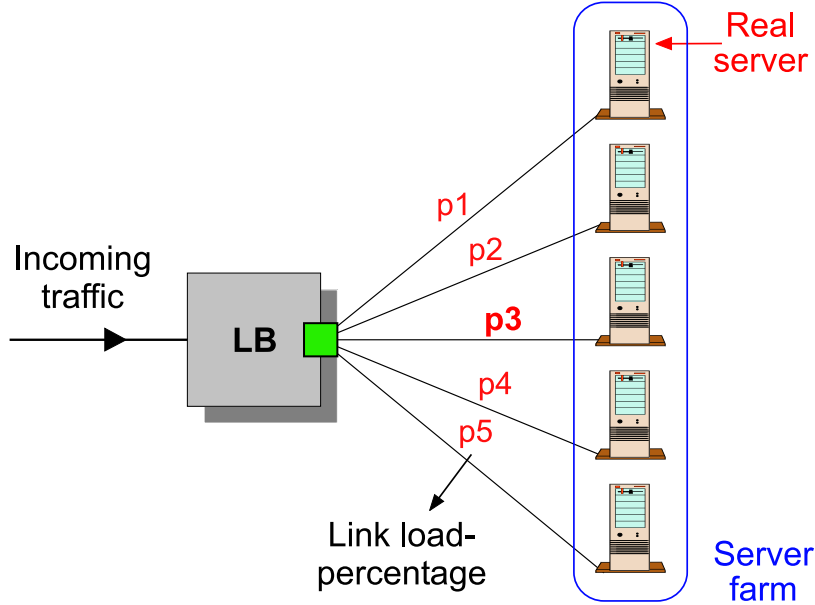 Real
server
p1
p2
Incoming
traffic
LB
p3
p4
p5
Link load-
percentage
Server
farm